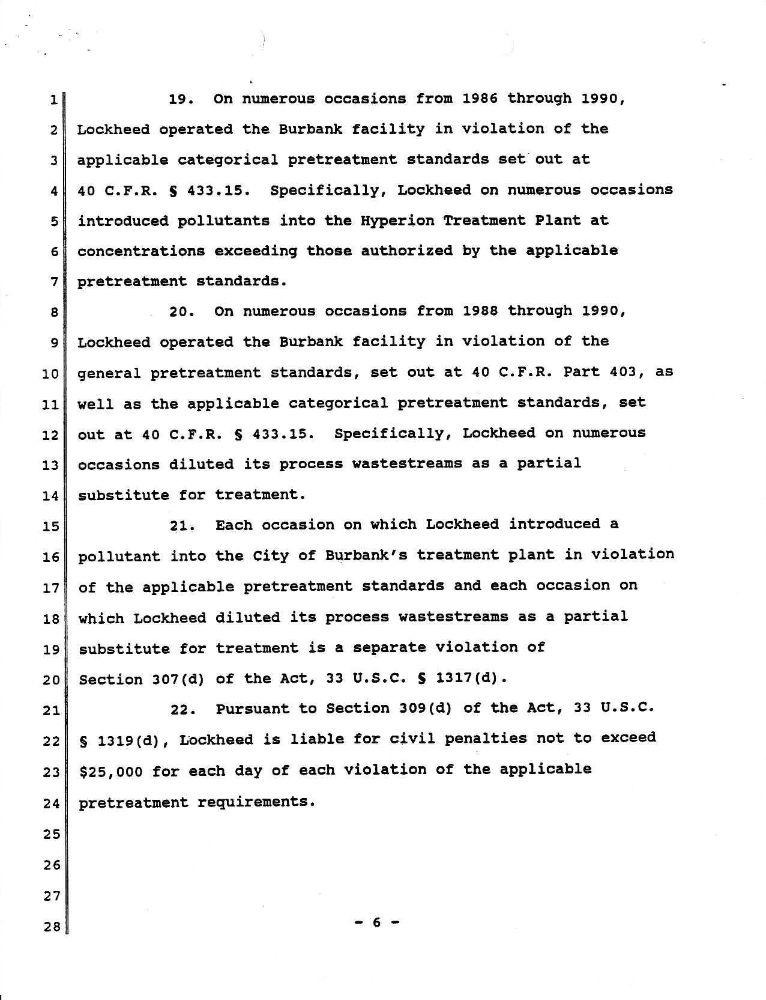 1 19. On numerous occasions from 1986 through 1990,
2 Lockheed operated the Burbank facility in violation of the
3 applicable categorical pretreatment standards set out at
4 40 C.F.R. § 433.15. Specifically, Lockheed on numerous occasions
5 introduced pollutants into the Hyperion Treatment Plant at
6 concentrations exceeding those authorized by the applicable
7 pretreatment standards.
8 20. On numerous occasions from 1988 through 1990,
9 Lockheed operated the Burbank facility in violation of the
10 general pretreatment standards, set out at 40 C.F.R. Part 403, as
11 well as the applicable categorical pretreatment standards, set
12 out at 40 C.F.R. § 433.15. Specifically, Lockheed on numerous
13 occasions diluted its process wastestreams as a partial
14 substitute for treatment.
15 21. Each occasion on which Lockheed introduced a
16 pollutant into the City of Burbank's treatment plant in violation
17 of the applicable pretreatment standards and each occasion on
18 which Lockheed diluted its process wastestreams as a partial
19 substitute for treatment is a separate violation of
20 Section 307(d) of the Act, 33 U.S.C. § 1317(d).
21 22. Pursuant to Section 309(d) of the Act, 33 U.S.C.
22 § 1319(d), Lockheed is liable for civil penalties not to exceed
23 $25,000 for each day of each violation of the applicable
24 pretreatment requirements.
25
26
27
28 - 6 -